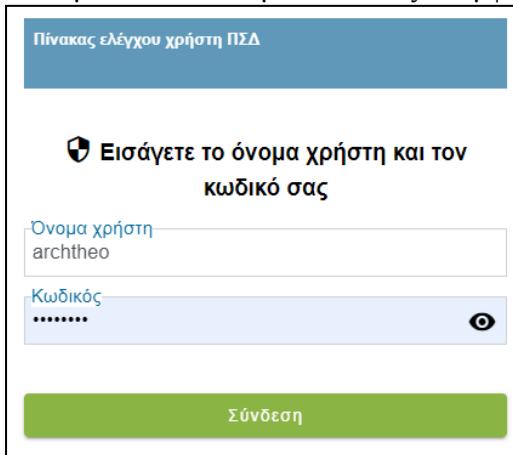 Πίνακας ελέγχου χρήστη ΠΣΔ
Εισάγετε το όνομα χρήστη και τον
κωδικό σας
Όνομα χρήστη
archtheo
Κωδικός
••••••••
Σύνδεση